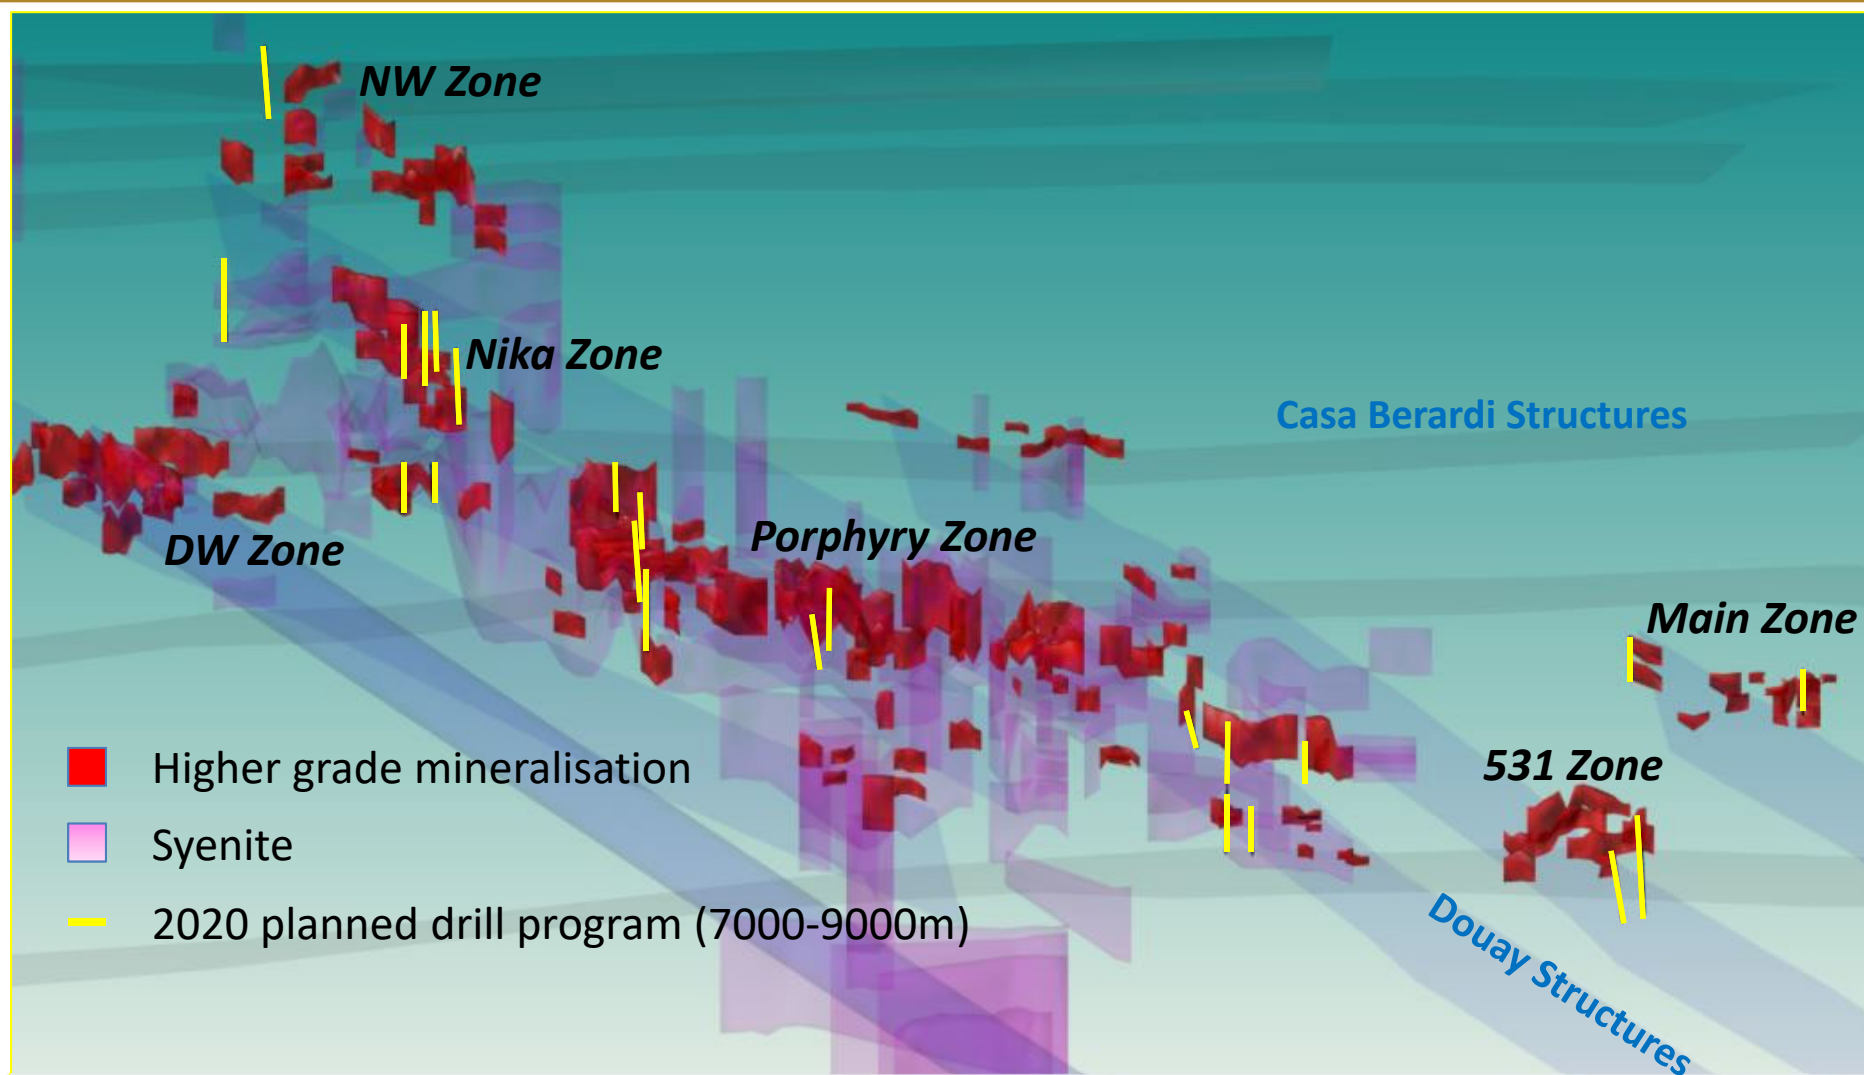 NW Zone
Nika Zone
Casa Berardi Structures
Porphyry Zone
DW Zone
Main Zone
531 Zone
Higher grade mineralisation
Syenite
2020 planned drill program (7000-9000m)
Douay Structures